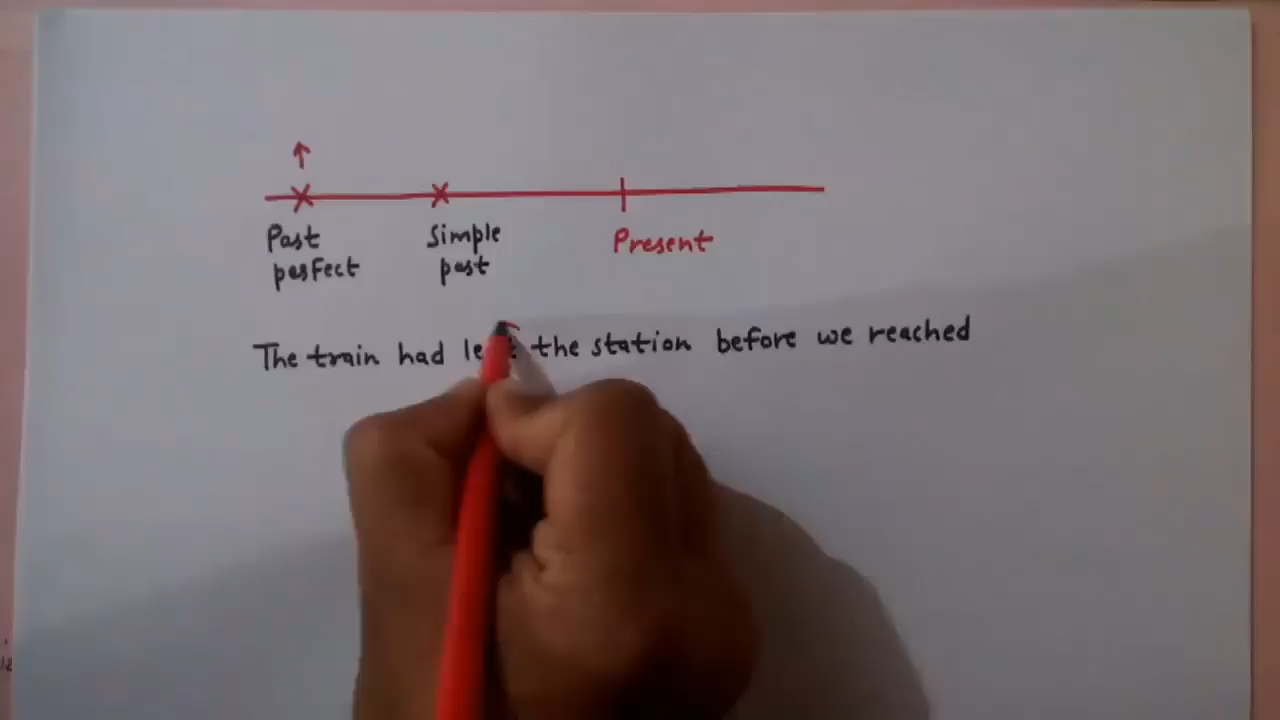 Past
perfect
Simple
past
Present
The train had the station before we reached